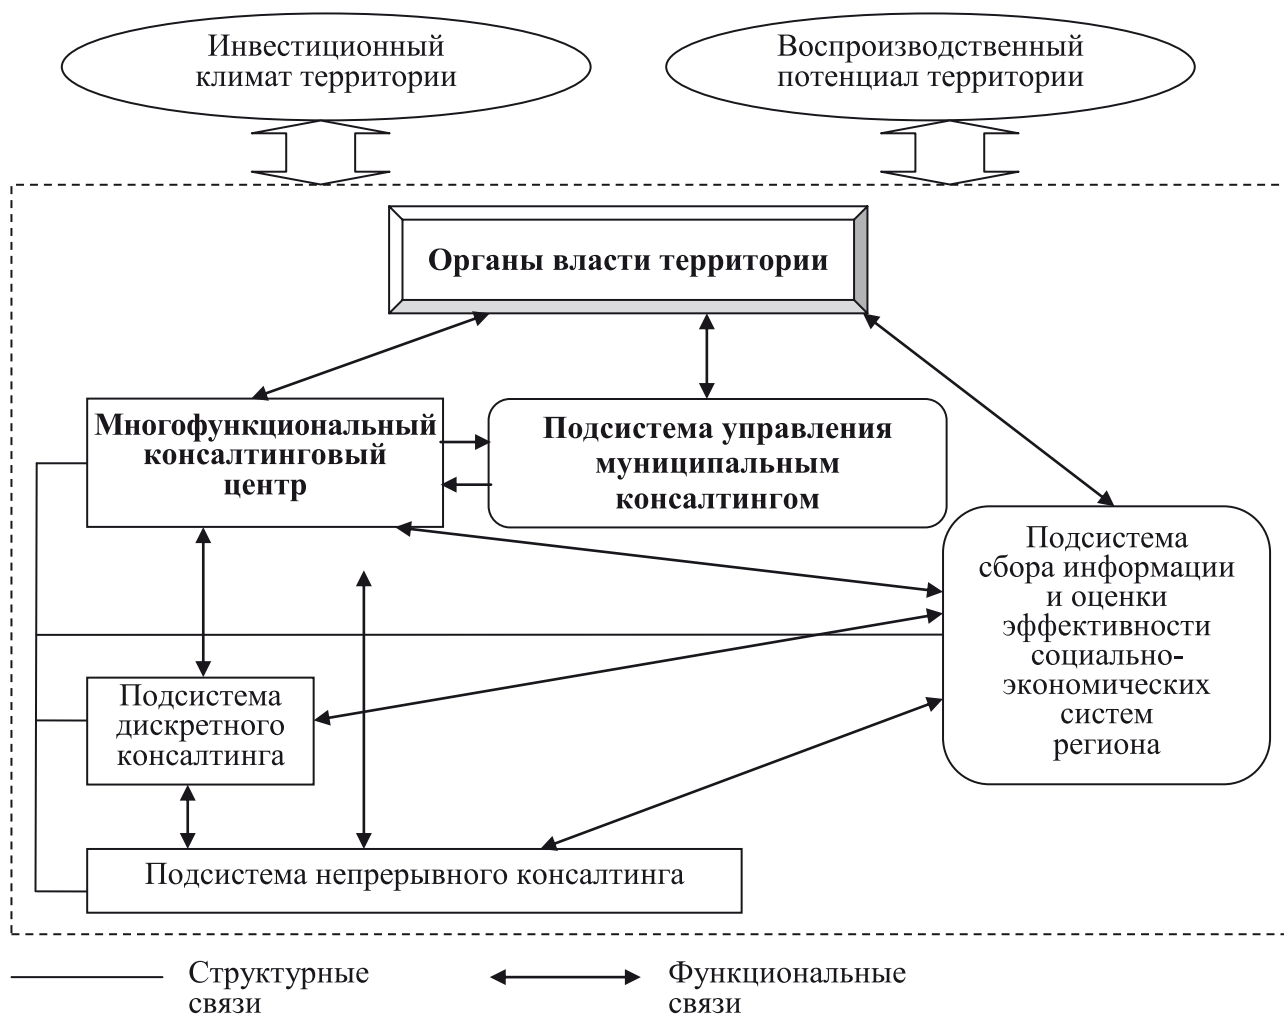 Инвестиционный
климат территории
Воспроизводственный
потенциал территории
Органы власти территории
Многофункциональный
консалтинговый
центр
Подсистема управления
муниципальным
консалтингом
Подсистема
сбора информации
и оценки
эффективности
социально-
экономических
систем
региона
Подсистема
дискретного
консалтинга
Подсистема непрерывного консалтинга
Структурные
связи
Функциональные
связи